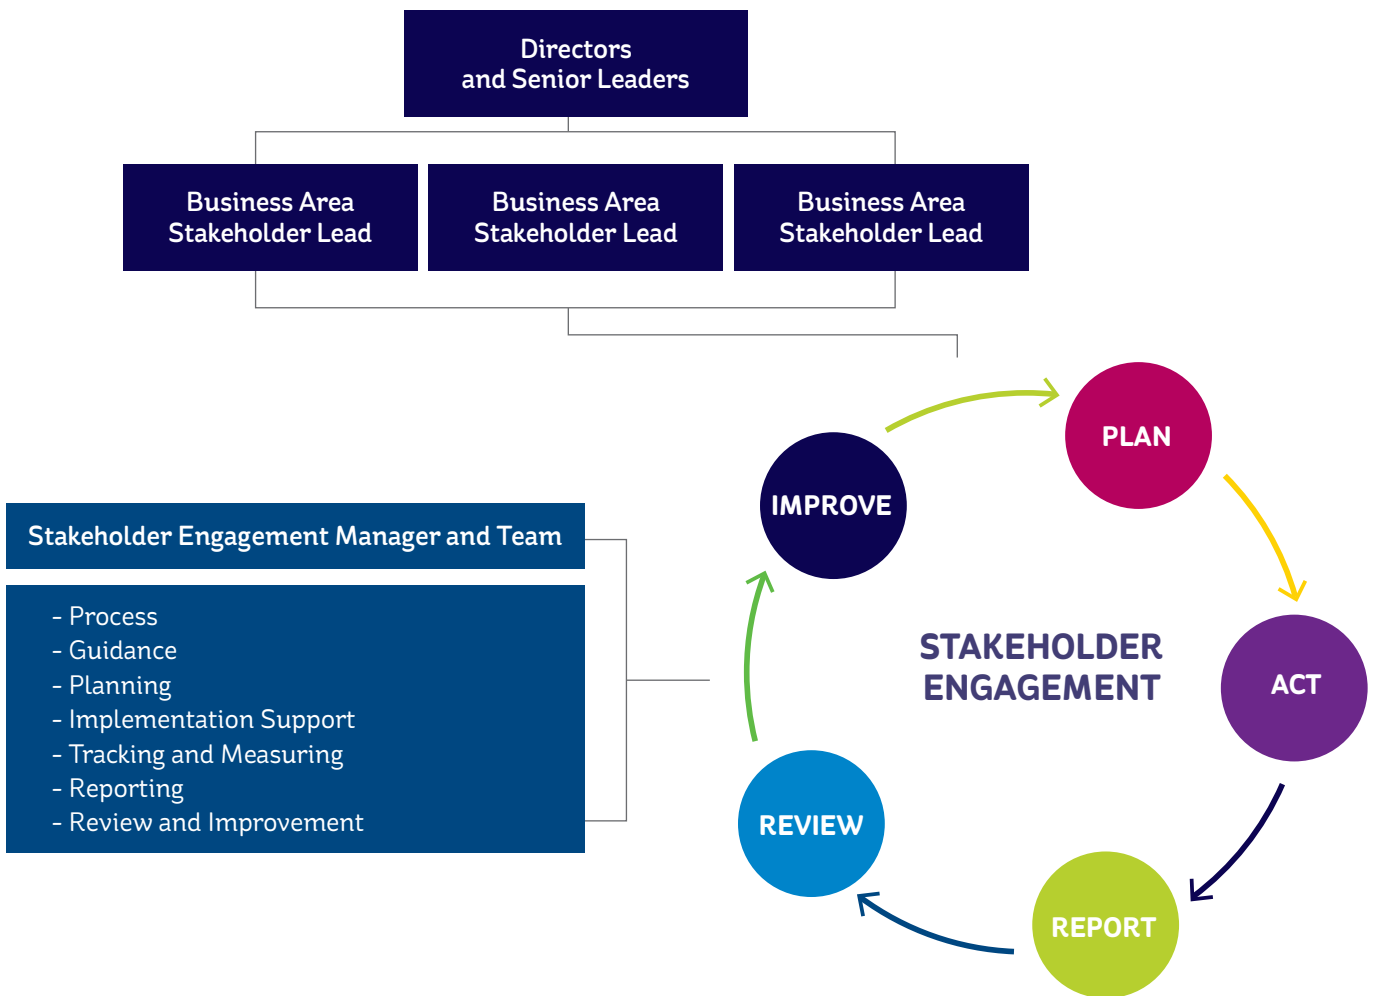 Directors
and Senior Leaders
Business Area
Stakeholder Lead
Business Area
Stakeholder Lead
Business Area
Stakeholder Lead
Stakeholder Engagement Manager and Team
- Process
- Guidance
- Planning
- Implementation Support
- Tracking and Measuring
- Reporting
- Review and Improvement
STAKEHOLDER
ENGAGEMENT
PLAN
ACT
REPORT
REVIEW
IMPROVE